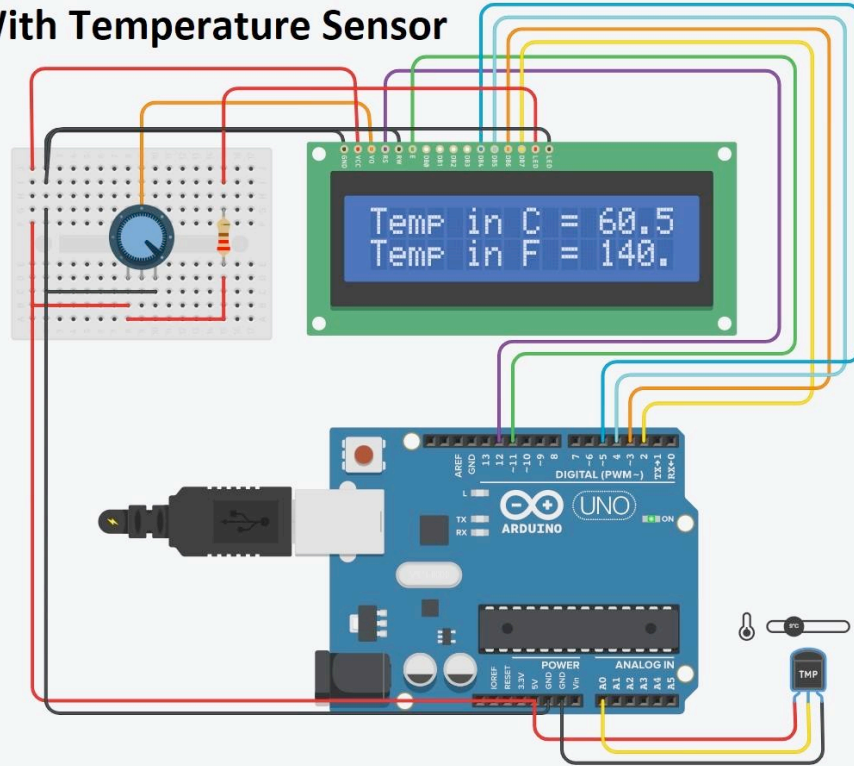 With Temperature Sensor
GND VCC VO RS RW E DB0 DB1 DB2 DB3 DB4 DB5 DB6 DB7 LED LED
Temp in C = 60.5
Temp in F = 140.
AREF GND 13 12 ~11 ~10 ~9 8 7 ~6 ~5 4 ~3 2 TX→1 RX←0
DIGITAL (PWM~)
L
TX
RX
ARDUINO
UNO
ON
POWER
ANALOG IN
IOREF RESET 3.3V 5V GND GND Vin A0 A1 A2 A3 A4 A5
TMP